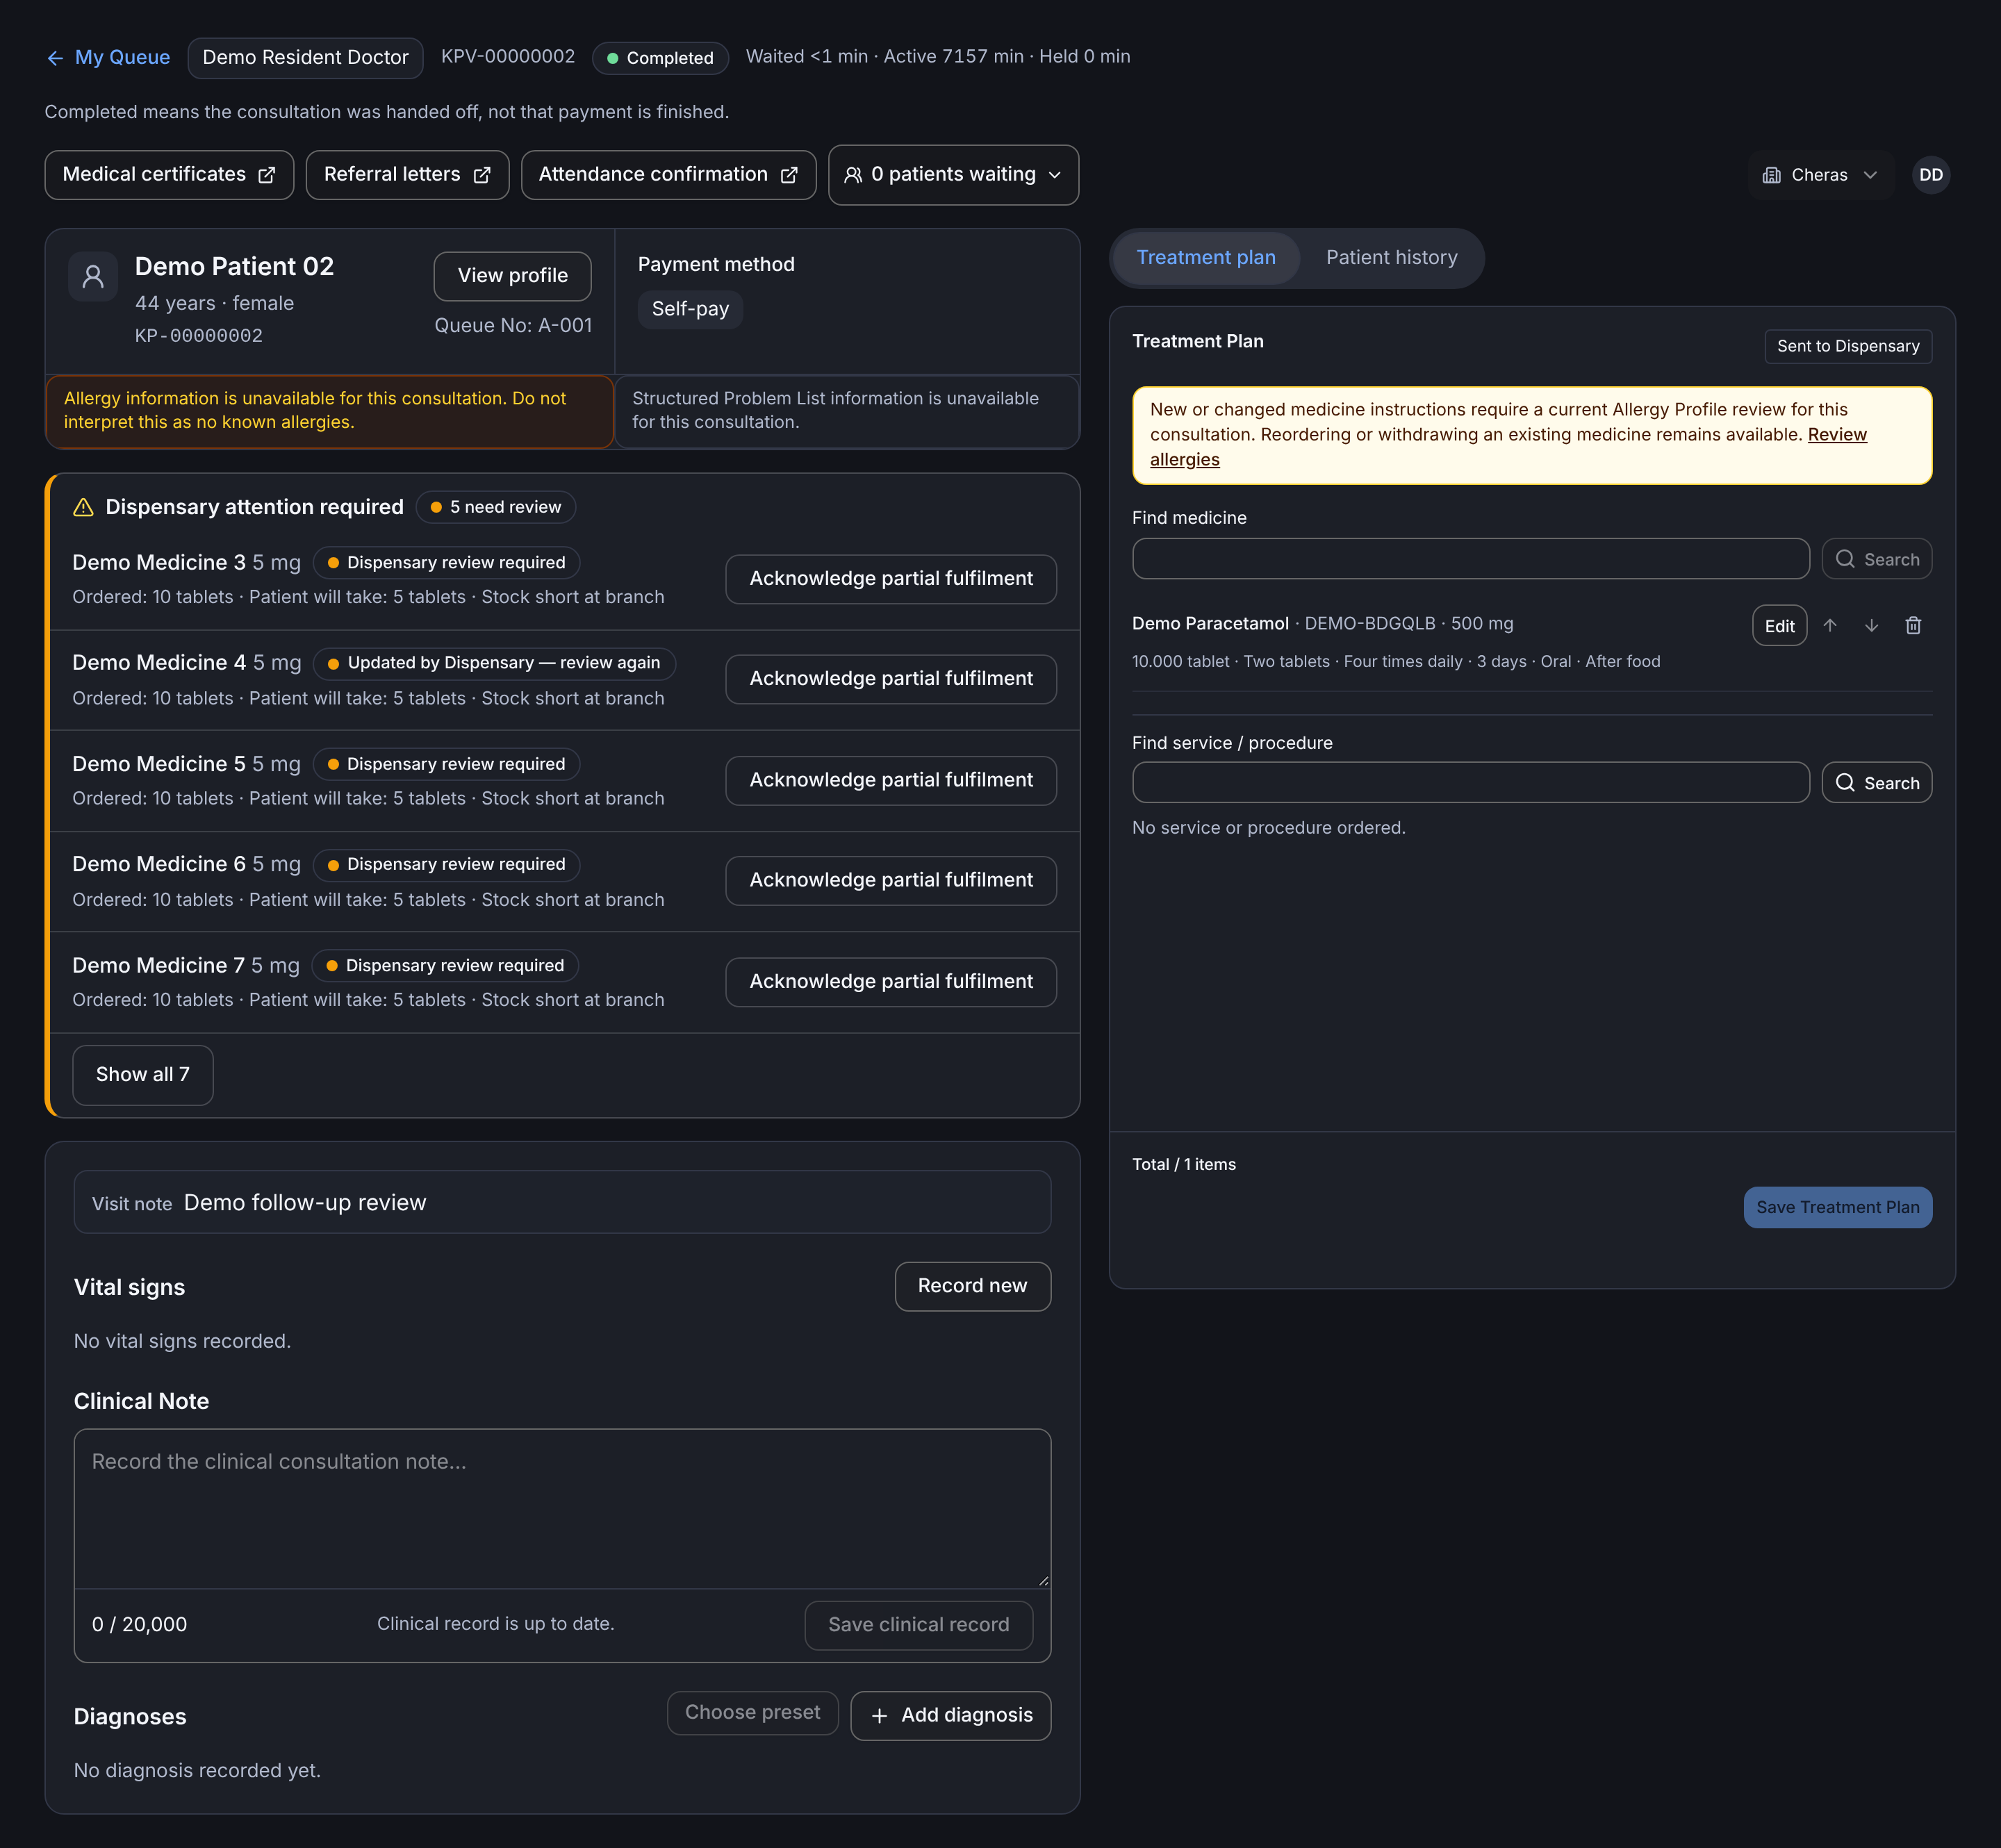 My Queue Demo Resident Doctor KPV-00000002 Completed Waited <1 min · Active 7157 min · Held 0 min
Completed means the consultation was handed off, not that payment is finished.
Medical certificates Referral letters Attendance confirmation 0 patients waiting Cheras DD
Demo Patient 02
44 years · female
KP-00000002
View profile
Queue No: A-001
Payment method
Self-pay
Allergy information is unavailable for this consultation. Do not
interpret this as no known allergies.
Structured Problem List information is unavailable
for this consultation.
Dispensary attention required 5 need review
Demo Medicine 3 5 mg Dispensary review required
Ordered: 10 tablets · Patient will take: 5 tablets · Stock short at branch
Acknowledge partial fulfilment
Demo Medicine 4 5 mg Updated by Dispensary — review again
Ordered: 10 tablets · Patient will take: 5 tablets · Stock short at branch
Acknowledge partial fulfilment
Demo Medicine 5 5 mg Dispensary review required
Ordered: 10 tablets · Patient will take: 5 tablets · Stock short at branch
Acknowledge partial fulfilment
Demo Medicine 6 5 mg Dispensary review required
Ordered: 10 tablets · Patient will take: 5 tablets · Stock short at branch
Acknowledge partial fulfilment
Demo Medicine 7 5 mg Dispensary review required
Ordered: 10 tablets · Patient will take: 5 tablets · Stock short at branch
Acknowledge partial fulfilment
Show all 7
Visit note Demo follow-up review
Vital signs Record new
No vital signs recorded.
Clinical Note
Record the clinical consultation note...
0 / 20,000 Clinical record is up to date. Save clinical record
Diagnoses Choose preset Add diagnosis
No diagnosis recorded yet.
Treatment plan Patient history
Treatment Plan Sent to Dispensary
New or changed medicine instructions require a current Allergy Profile review for this
consultation. Reordering or withdrawing an existing medicine remains available. Review
allergies
Find medicine
Search
Demo Paracetamol · DEMO-BDGQLB · 500 mg Edit
10.000 tablet · Two tablets · Four times daily · 3 days · Oral · After food
Find service / procedure
Search
No service or procedure ordered.
Total / 1 items
Save Treatment Plan